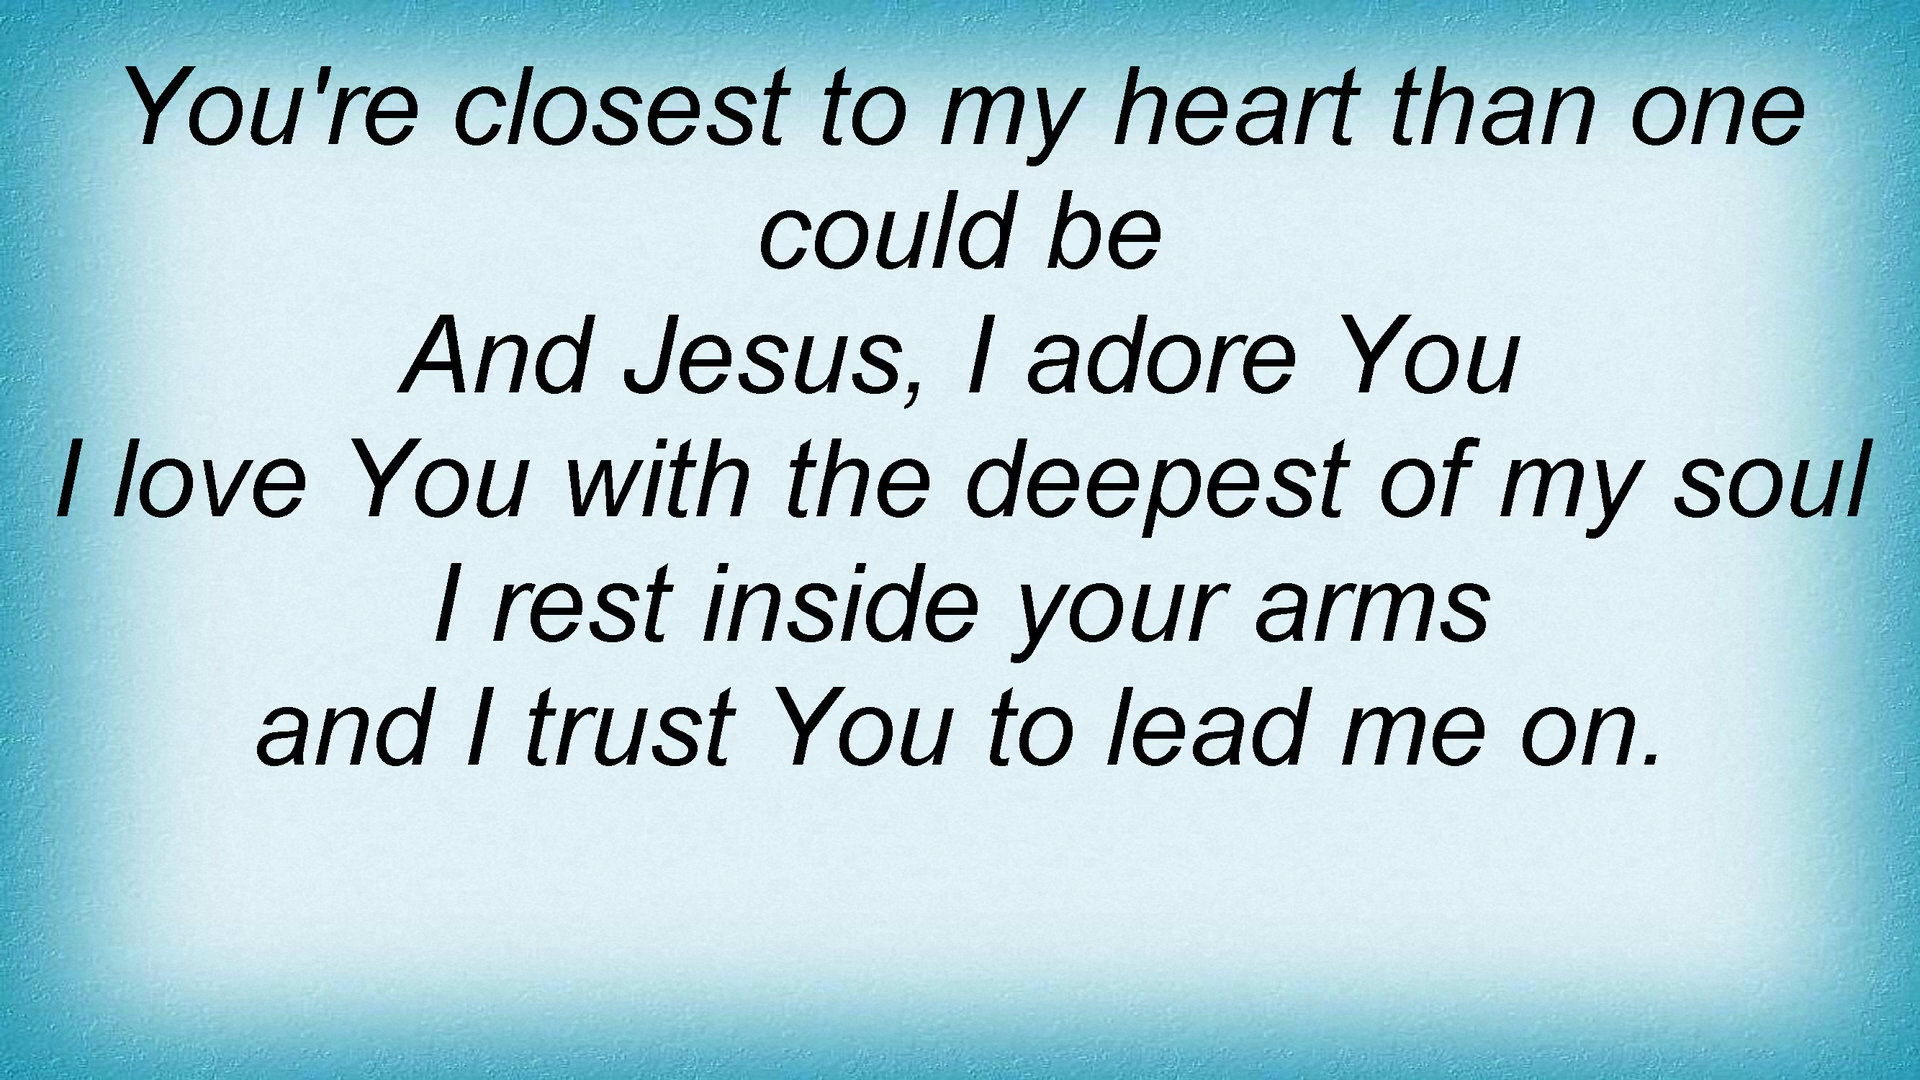 You're closest to my heart than one
could be
And Jesus, I adore You
I love You with the deepest of my soul
I rest inside your arms
and I trust You to lead me on.